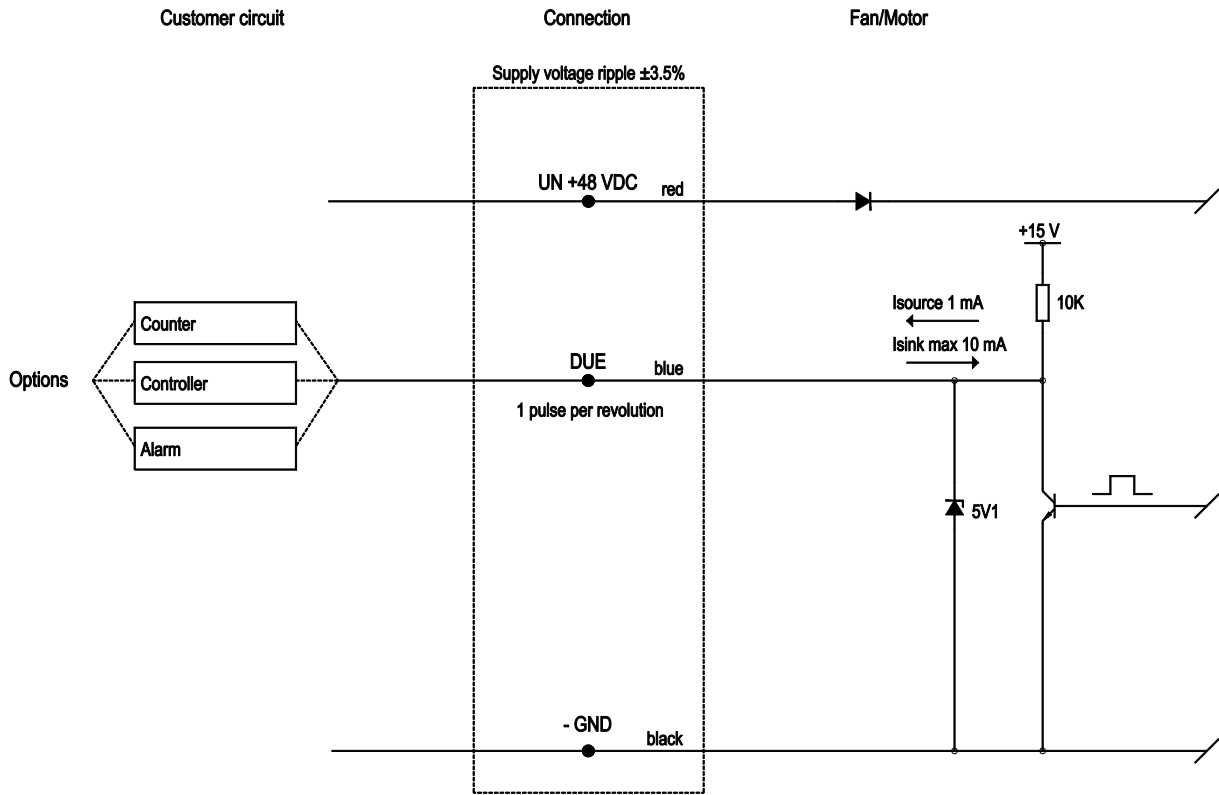 Customer circuit
Connection
Fan/Motor
Supply voltage ripple ±3.5%
UN +48 VDC
red
+15 V
10K
Isource 1 mA
Isink max 10 mA
Options
Counter
Controller
Alarm
DUE
blue
1 pulse per revolution
5V1
- GND
black